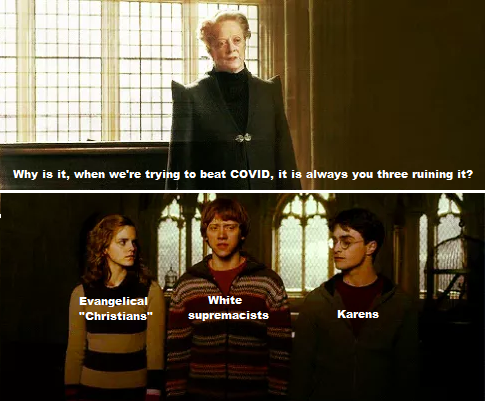 Why is it, when we're trying to beat COVID, it is always you three ruining it?
Evangelical
"Christians"
White
supremacists
Karens